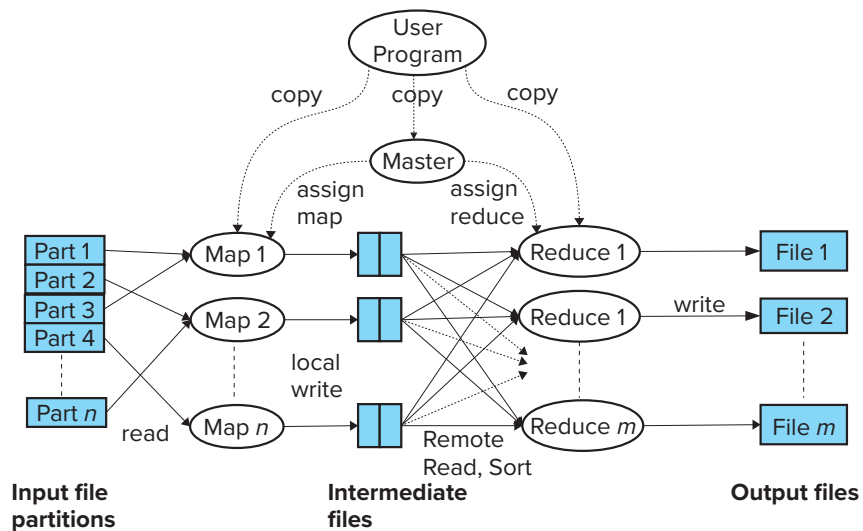 User
Program
copy
copy
copy
Master
assign
map
assign
reduce
Part 1
Part 2
Part 3
Part 4
Part n
read
Map 1
Map 2
Map n
local
write
Reduce 1
Reduce 1
Reduce m
Remote
Read, Sort
write
File 1
File 2
File m
Input file
partitions
Intermediate
files
Output files